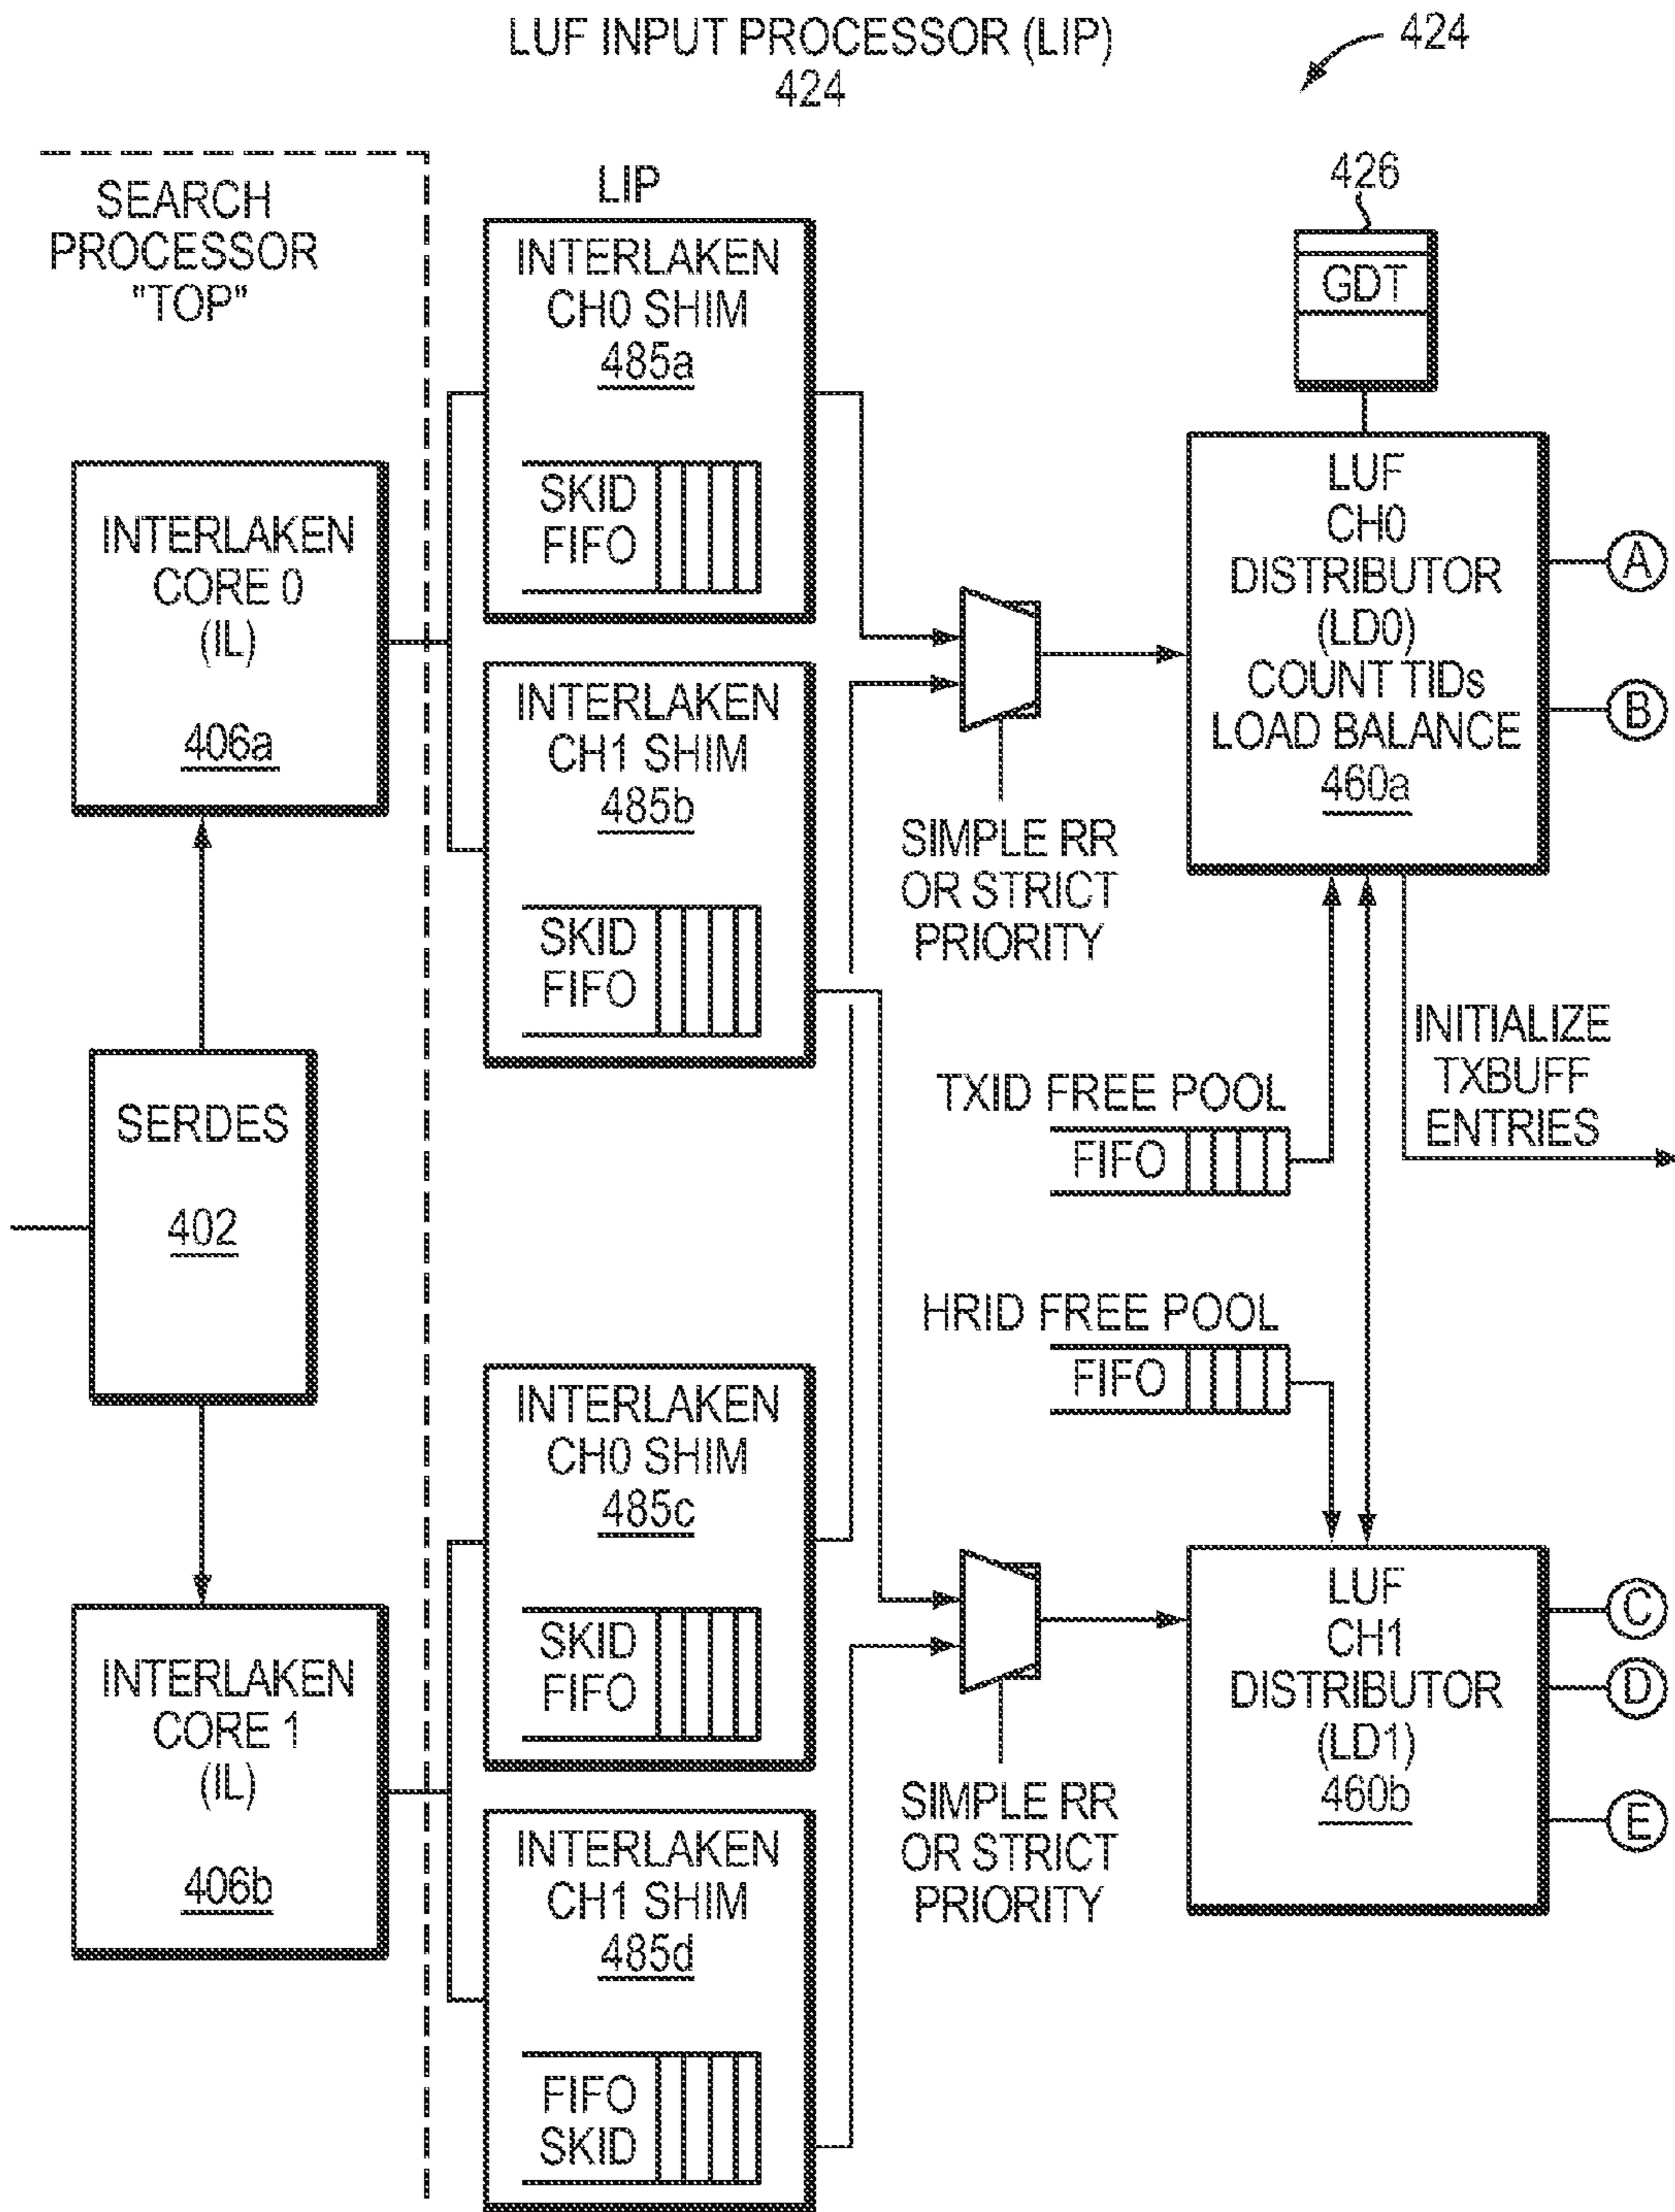 LUF INPUT PROCESSOR (LIP)
424
424
SEARCH
PROCESSOR
"TOP"
LIP
INTERLAKEN
CH0 SHIM
485a
SKID
FIFO
426
GDT
INTERLAKEN
CORE 0
(IL)
406a
INTERLAKEN
CH1 SHIM
485b
SKID
FIFO
SIMPLE RR
OR STRICT
PRIORITY
LUF
CH0
DISTRIBUTOR
(LD0)
COUNT TIDs
LOAD BALANCE
460a
A
B
INITIALIZE
TXBUFF
ENTRIES
TXID FREE POOL
FIFO
SERDES
402
HRID FREE POOL
FIFO
INTERLAKEN
CH0 SHIM
485c
SKID
FIFO
INTERLAKEN
CORE 1
(IL)
406b
INTERLAKEN
CH1 SHIM
485d
FIFO
SKID
SIMPLE RR
OR STRICT
PRIORITY
LUF
CH1
DISTRIBUTOR
(LD1)
460b
C
D
E